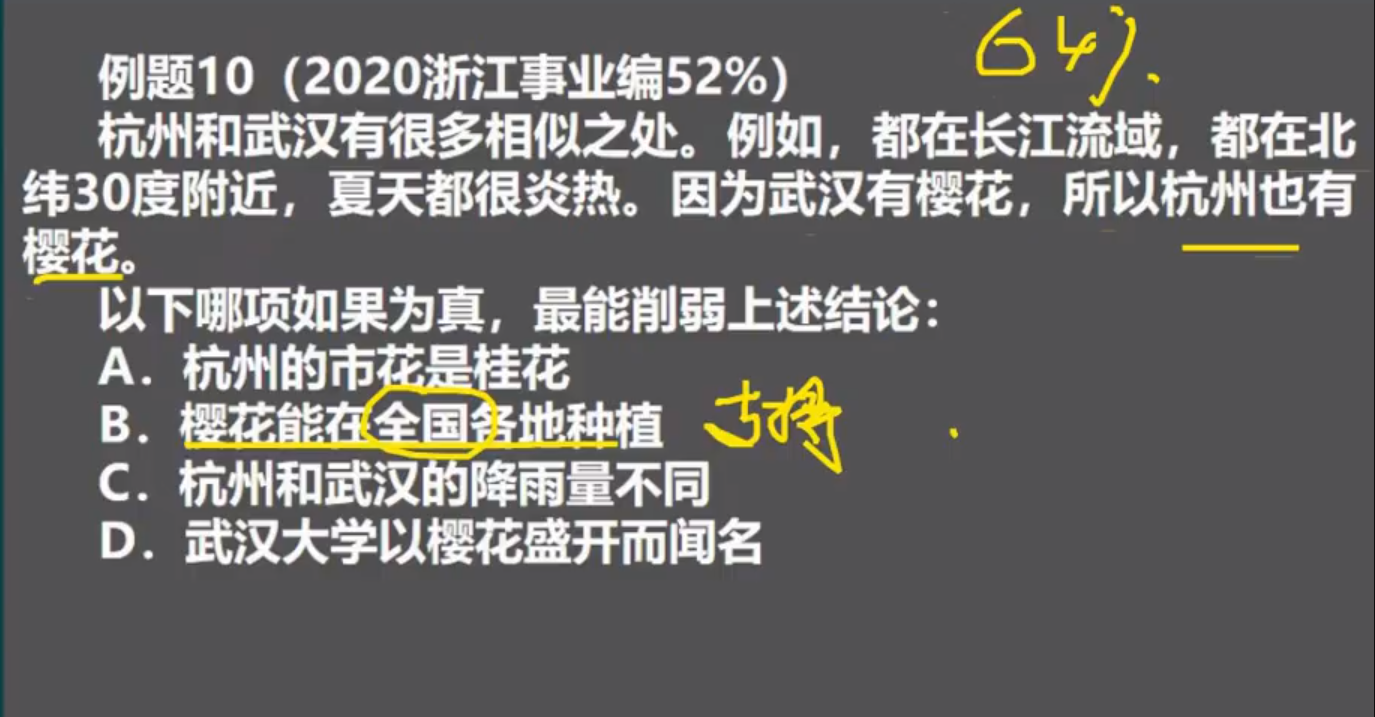 64分.
例题10（2020浙江事业编52%）
杭州和武汉有很多相似之处。例如，都在长江流域，都在北
纬30度附近，夏天都很炎热。因为武汉有樱花，所以杭州也有
樱花。
以下哪项如果为真，最能削弱上述结论：
A．杭州的市花是桂花
B．樱花能在全国各地种植
C．杭州和武汉的降雨量不同
D．武汉大学以樱花盛开而闻名